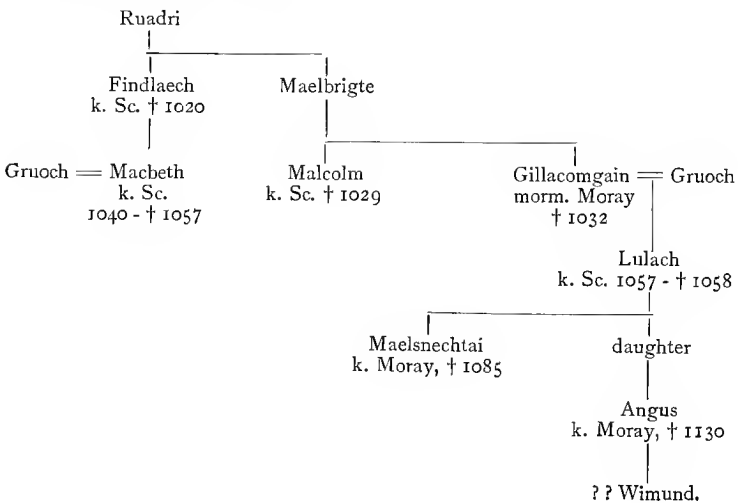 Ruadri
Findlaech
k. Sc. † 1020
Maelbrigte
Gruoch = Macbeth
k. Sc.
1040 - † 1057
Malcolm
k. Sc. † 1029
Gillacomgain = Gruoch
morm. Moray
† 1032
Lulach
k. Sc. 1057 - † 1058
Maelsnechtai
k. Moray, † 1085
daughter
Angus
k. Moray, † 1130
? ? Wimund.